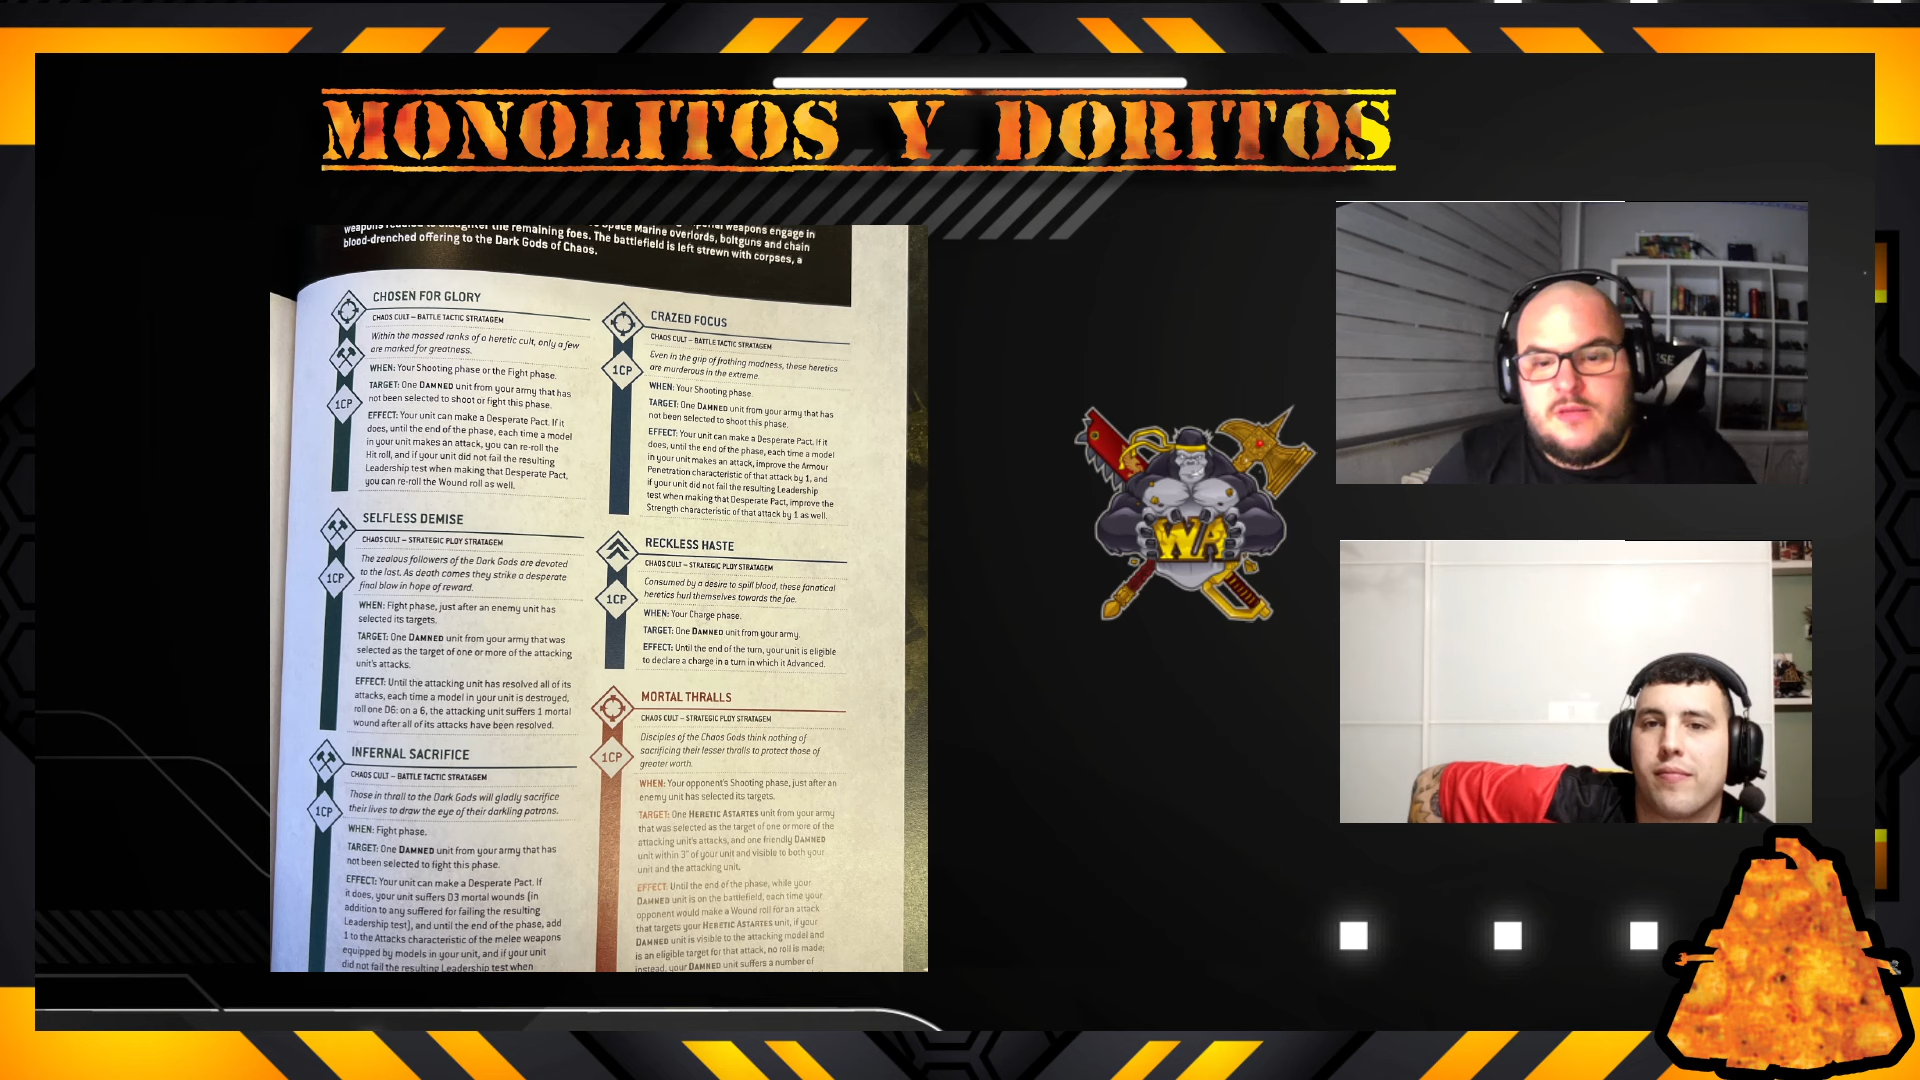 MONOLITOS Y DORITOS
the remaining foes. The battlefield is left strewn with corpses, a
Space Marine overlords, boltguns and chain
weapons engage in
blood-drenched offering to the Dark Gods of Chaos.
CHOSEN FOR GLORY
CHAOS CULT – BATTLE TACTIC STRATAGEM
Within the massed ranks of a heretic cult, only a few
are marked for greatness.
WHEN: Your Shooting phase or the Fight phase.
TARGET: One DAMNED unit from your army that has
not been selected to shoot or fight this phase.
1CP
EFFECT: Your unit can make a Desperate Pact. If it
does, until the end of the phase, each time a model
in your unit makes an attack, you can re-roll the
Hit roll, and if your unit did not fail the resulting
Leadership test when making that Desperate Pact,
you can re-roll the Wound roll as well.
SELFLESS DEMISE
CHAOS CULT – STRATEGIC PLOY STRATAGEM
The zealous followers of the Dark Gods are devoted
to the last. As death comes they strike a desperate
final blow in hope of reward.
1CP
WHEN: Fight phase, just after an enemy unit has
selected its targets.
TARGET: One DAMNED unit from your army that was
selected as the target of one or more of the attacking
unit's attacks.
EFFECT: Until the attacking unit has resolved all of its
attacks, each time a model in your unit is destroyed,
roll one D6: on a 6, the attacking unit suffers 1 mortal
wound after all of its attacks have been resolved.
INFERNAL SACRIFICE
CHAOS CULT – BATTLE TACTIC STRATAGEM
Those in thrall to the Dark Gods will gladly sacrifice
their lives to draw the eye of their darkling patrons.
1CP
WHEN: Fight phase.
TARGET: One DAMNED unit from your army that has
not been selected to fight this phase.
EFFECT: Your unit can make a Desperate Pact. If
it does, your unit suffers D3 mortal wounds (in
addition to any suffered for failing the resulting
Leadership test), and until the end of the phase, add
1 to the Attacks characteristic of the melee weapons
equipped by models in your unit, and if your unit
did not fail the resulting Leadership test when
CRAZED FOCUS
CHAOS CULT – BATTLE TACTIC STRATAGEM
Even in the grip of frothing madness, these heretics
are murderous in the extreme.
1CP
WHEN: Your Shooting phase.
TARGET: One DAMNED unit from your army that has
not been selected to shoot this phase.
EFFECT: Your unit can make a Desperate Pact. If it
does, until the end of the phase, each time a model
in your unit makes an attack, improve the Armour
Penetration characteristic of that attack by 1, and
if your unit did not fail the resulting Leadership
test when making that Desperate Pact, improve the
Strength characteristic of that attack by 1 as well.
RECKLESS HASTE
CHAOS CULT – STRATEGIC PLOY STRATAGEM
Consumed by a desire to spill blood, these fanatical
heretics hurl themselves towards the foe.
1CP
WHEN: Your Charge phase.
TARGET: One DAMNED unit from your army.
EFFECT: Until the end of the turn, your unit is eligible
to declare a charge in a turn in which it Advanced.
MORTAL THRALLS
CHAOS CULT – STRATEGIC PLOY STRATAGEM
Disciples of the Chaos Gods think nothing of
sacrificing their lesser thralls to protect those of
greater worth.
1CP
WHEN: Your opponent's Shooting phase, just after an
enemy unit has selected its targets.
TARGET: One HERETIC ASTARTES unit from your army
that was selected as the target of one or more of the
attacking unit's attacks, and one friendly DAMNED
unit within 3" of your unit and visible to both your
unit and the attacking unit.
EFFECT: Until the end of the phase, while your
DAMNED unit is on the battlefield, each time your
opponent would make a Wound roll for an attack
that targets your HERETIC ASTARTES unit, if your
DAMNED unit is visible to the attacking model and
is an eligible target for that attack, no roll is made;
instead, your DAMNED unit suffers a number of
WA